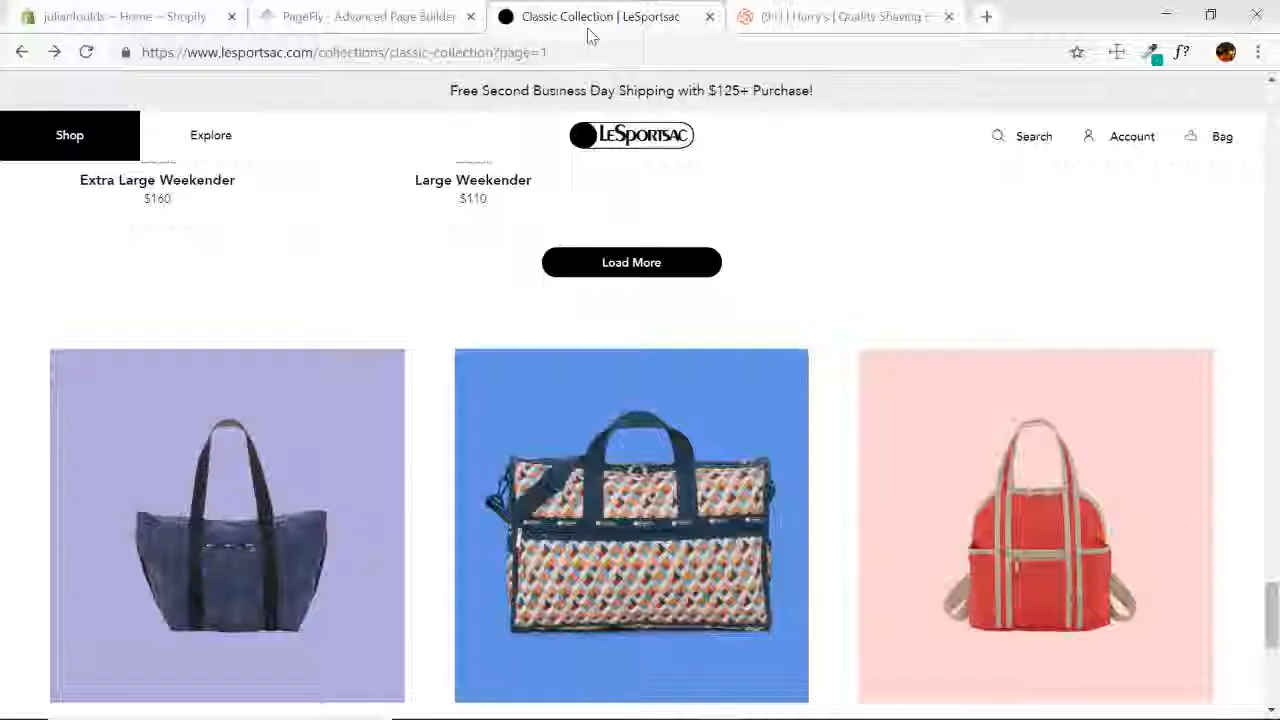 julianlouids - Home - Shopify
PageFly - Advanced Page Builder
Classic Collection | LeSportsac
Harry's | Quality Shaving
https://www.lesportsac.com/collections/classic-collection?page=1
f?
Free Second Business Day Shipping with $125+ Purchase!
Shop
Explore
LESPORTSAC
Search
Account
Bag
Extra Large Weekender
Large Weekender
$160
$110
Load More